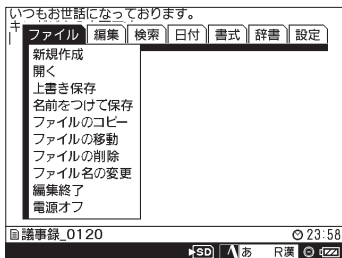 いつもお世話になっております。
キ
ファイル 編集 検索 日付 書式 辞書 設定
新規作成
開く
上書き保存
名前をつけて保存
ファイルのコピー
ファイルの移動
ファイルの削除
ファイル名の変更
編集終了
電源オフ
議事録_0120 23:58
SD あ R漢